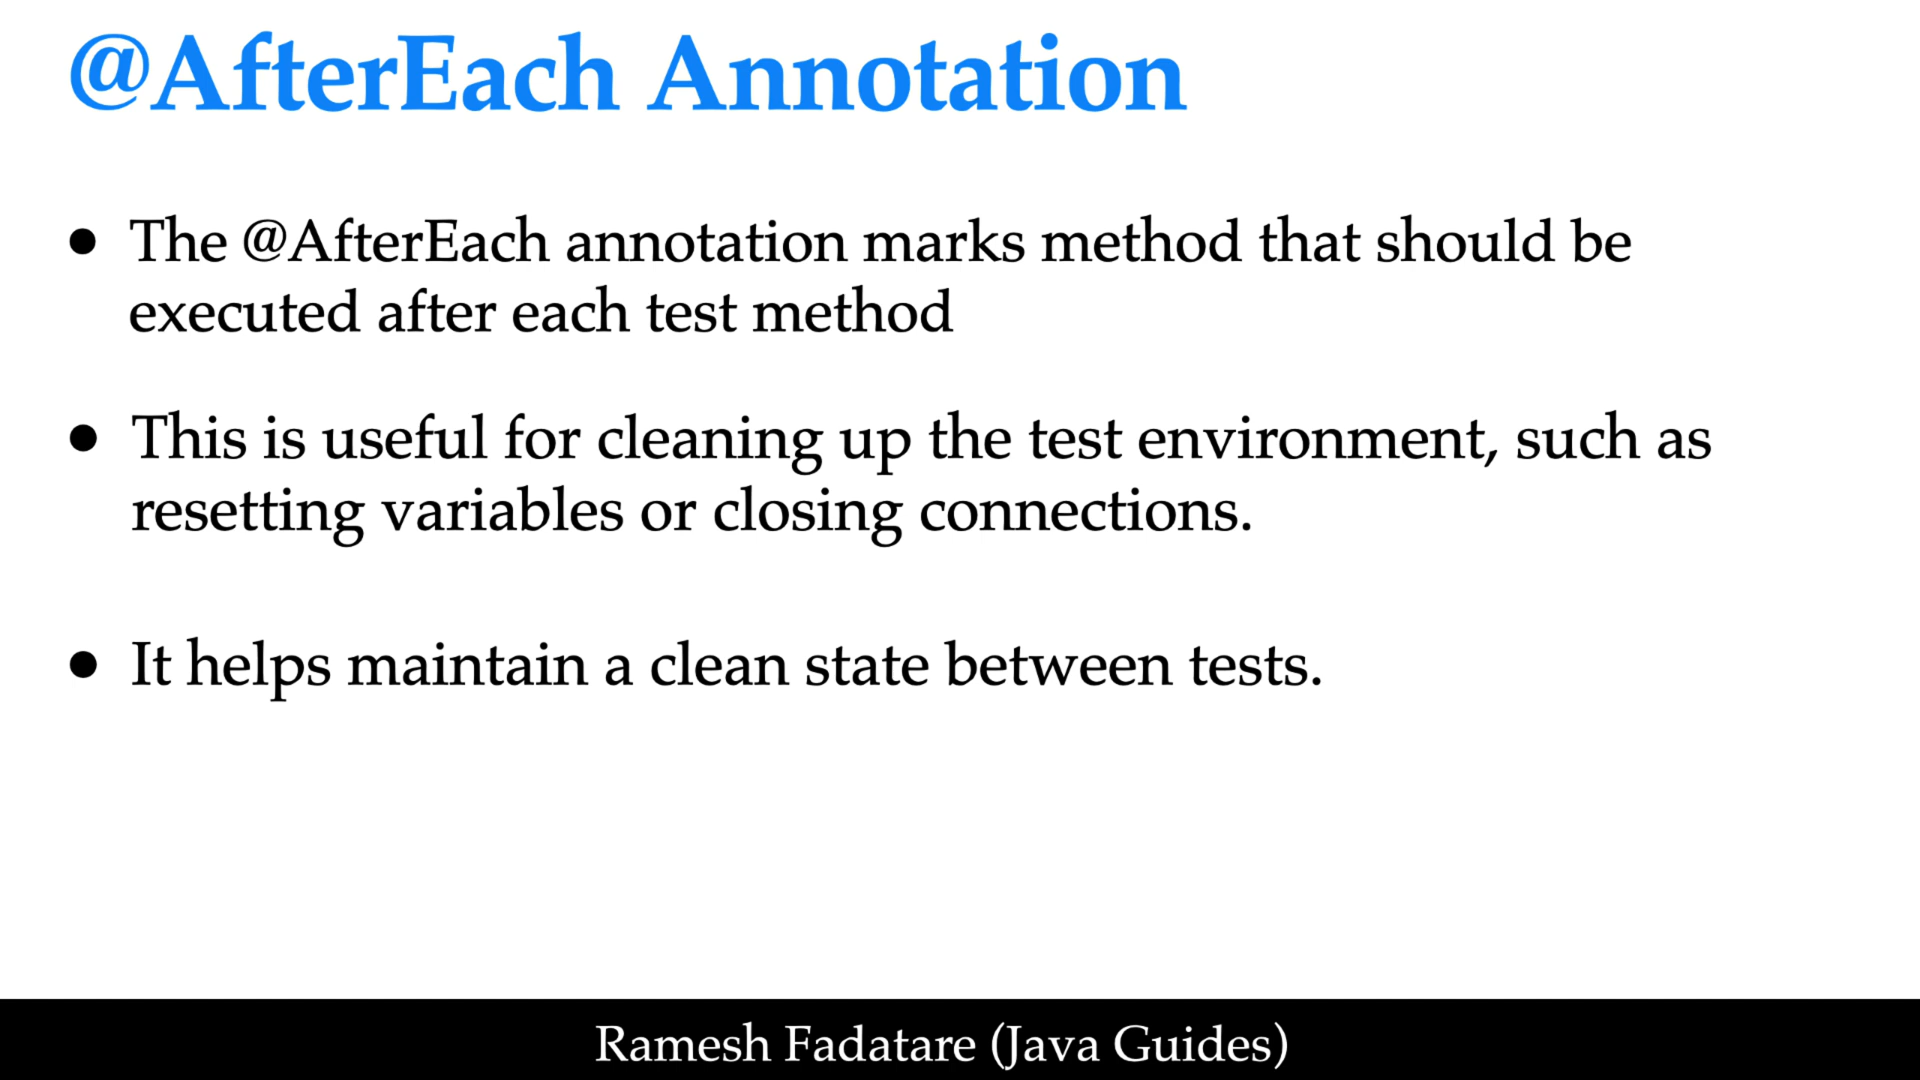 @AfterEach Annotation
• The @AfterEach annotation marks method that should be
executed after each test method
• This is useful for cleaning up the test environment, such as
resetting variables or closing connections.
• It helps maintain a clean state between tests.
Ramesh Fadatare (Java Guides)